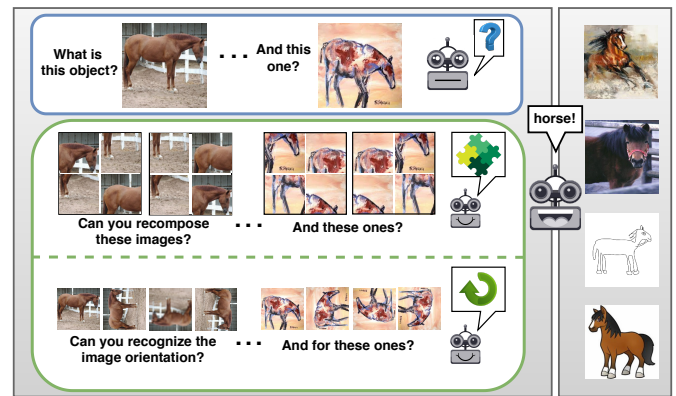 What is
this object?
And this
one?
?
horse!
Can you recompose
these images?
And these ones?
Can you recognize the
image orientation?
And for these ones?